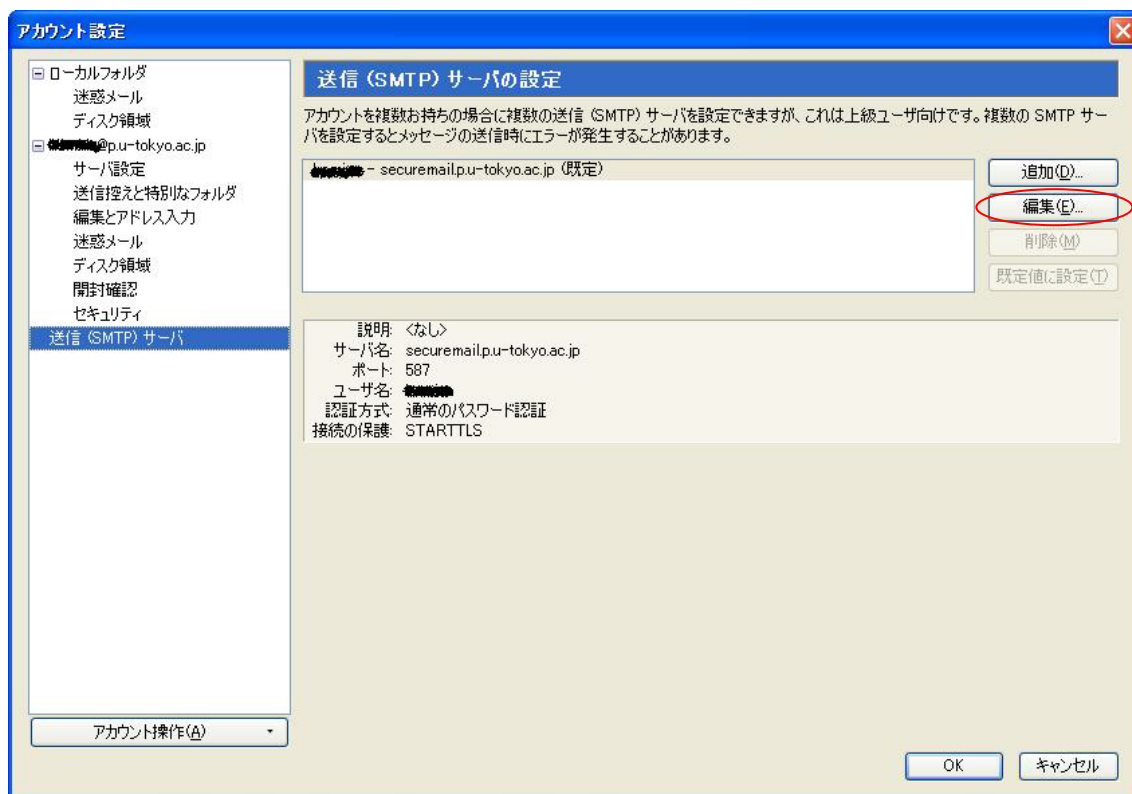 アカウント設定
ローカルフォルダ
迷惑メール
ディスク領域
@p.u-tokyo.ac.jp
サーバ設定
送信控えと特別なフォルダ
編集とアドレス入力
迷惑メール
ディスク領域
開封確認
セキュリティ
送信 (SMTP) サーバ
アカウント操作(A)
送信 (SMTP) サーバの設定
アカウントを複数お持ちの場合に複数の送信 (SMTP) サーバを設定できますが、これは上級ユーザ向けです。複数の SMTP サー
バを設定するとメッセージの送信時にエラーが発生することがあります。
- securemail.p.u-tokyo.ac.jp (既定)
追加(D)...
編集(E)...
削除(M)
既定値に設定(T)
説明: <なし>
サーバ名: securemail.p.u-tokyo.ac.jp
ポート: 587
ユーザ名:
認証方式: 通常のパスワード認証
接続の保護: STARTTLS
OK
キャンセル